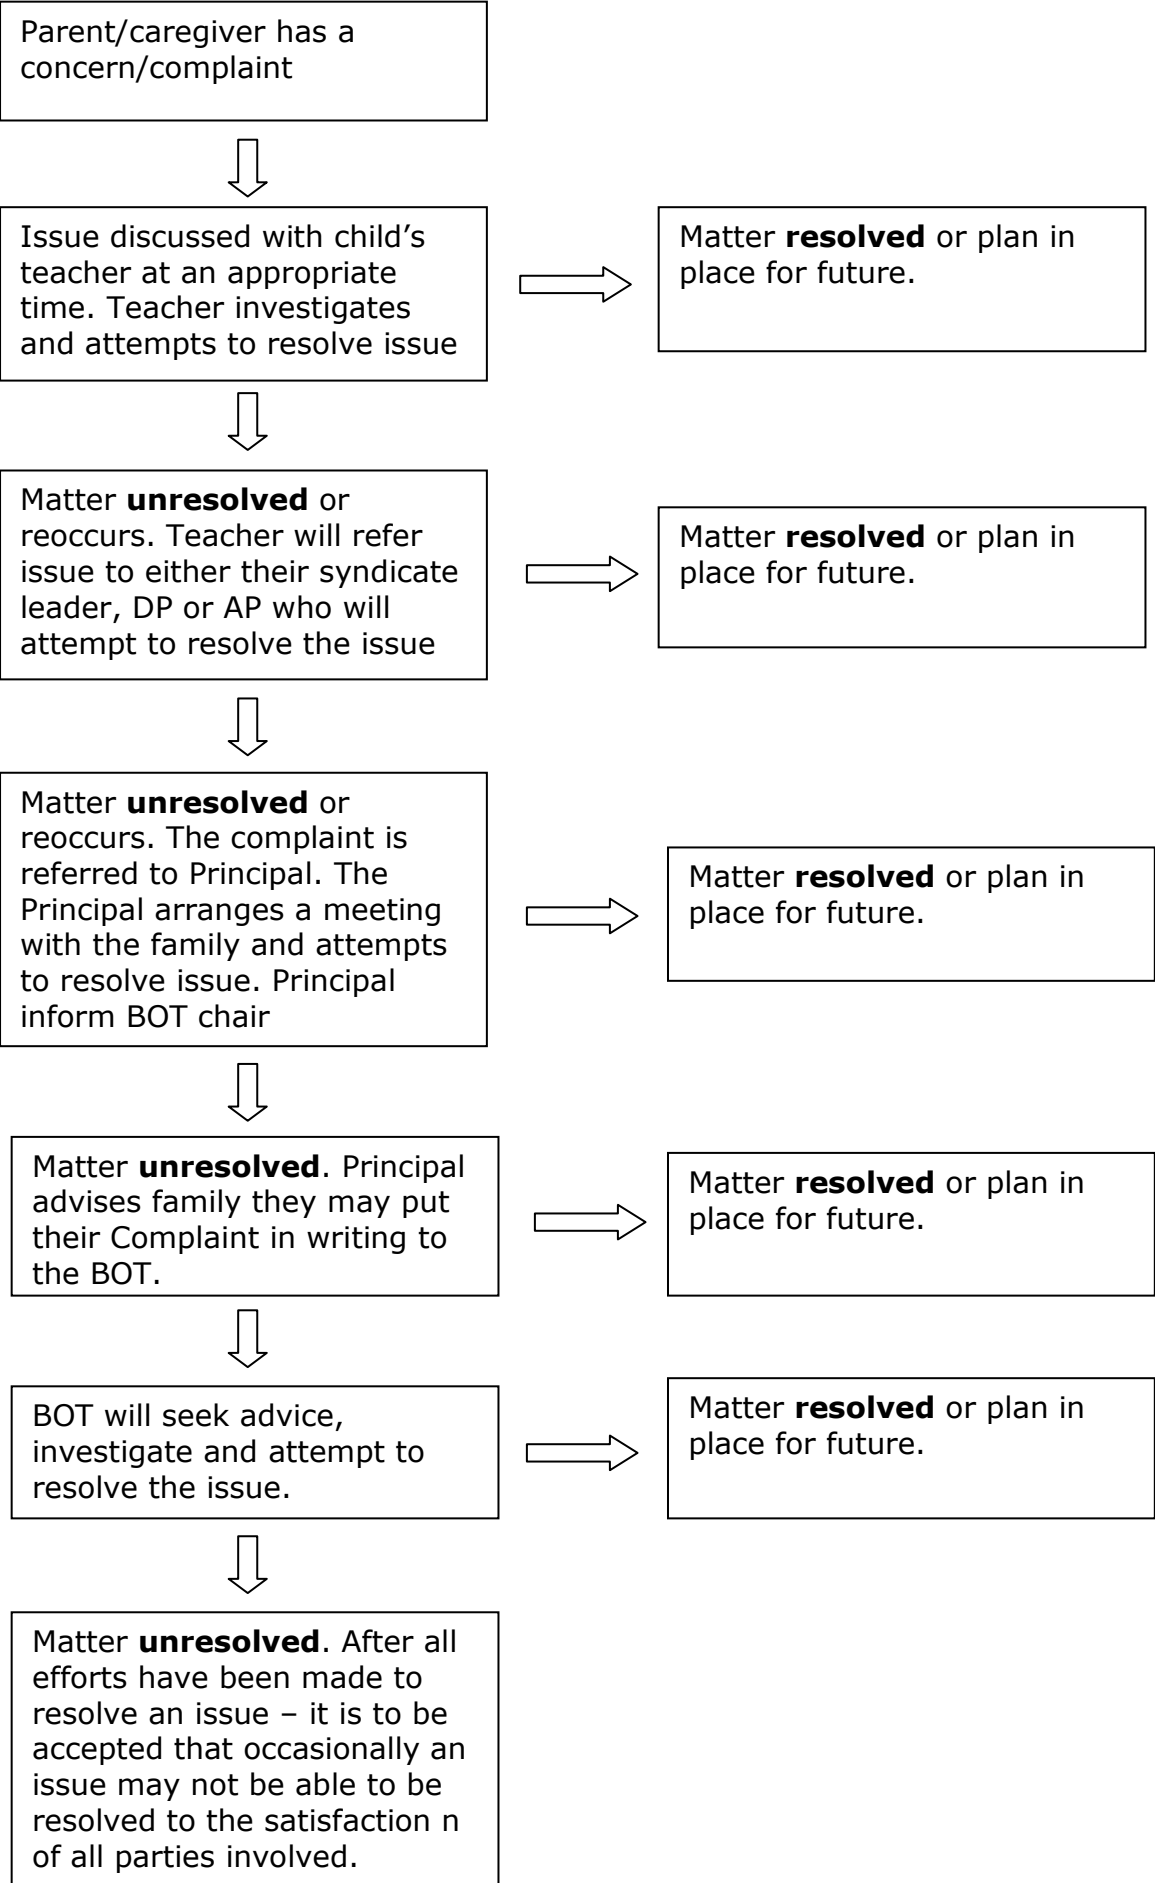 Parent/caregiver has a
concern/complaint
Issue discussed with child’s
teacher at an appropriate
time. Teacher investigates
and attempts to resolve issue
Matter resolved or plan in
place for future.
Matter unresolved or
reoccurs. Teacher will refer
issue to either their syndicate
leader, DP or AP who will
attempt to resolve the issue
Matter resolved or plan in
place for future.
Matter unresolved or
reoccurs. The complaint is
referred to Principal. The
Principal arranges a meeting
with the family and attempts
to resolve issue. Principal
inform BOT chair
Matter resolved or plan in
place for future.
Matter unresolved. Principal
advises family they may put
their Complaint in writing to
the BOT.
Matter resolved or plan in
place for future.
BOT will seek advice,
investigate and attempt to
resolve the issue.
Matter resolved or plan in
place for future.
Matter unresolved. After all
efforts have been made to
resolve an issue – it is to be
accepted that occasionally an
issue may not be able to be
resolved to the satisfaction n
of all parties involved.